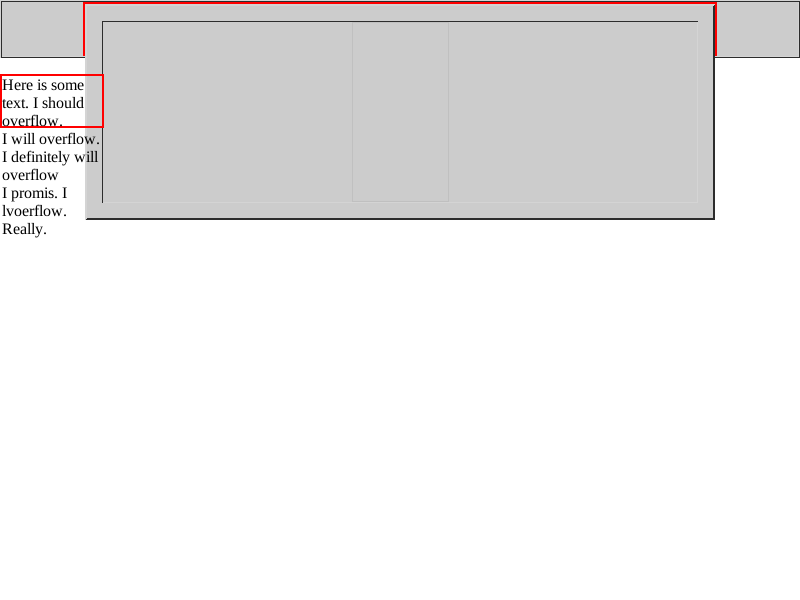 Here is some
text. I should
overflow.
I will overflow.
I definitely will
overflow
I promis. I
lvoerflow.
Really.